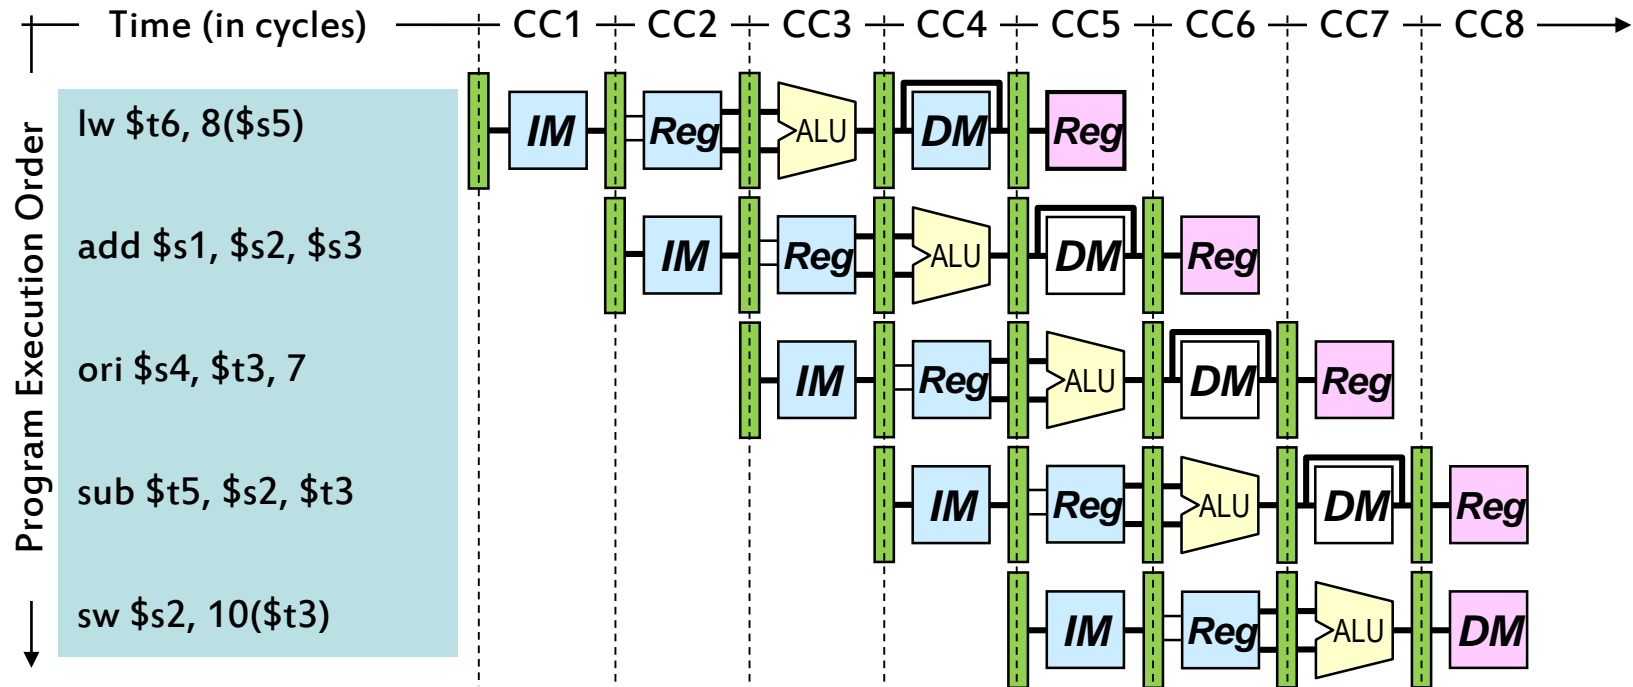 Time (in cycles) CC1 CC2 CC3 CC4 CC5 CC6 CC7 CC8
Program Execution Order
lw $t6, 8($s5) IM Reg ALU DM Reg
add $s1, $s2, $s3 IM Reg ALU DM Reg
ori $s4, $t3, 7 IM Reg ALU DM Reg
sub $t5, $s2, $t3 IM Reg ALU DM Reg
sw $s2, 10($t3) IM Reg ALU DM